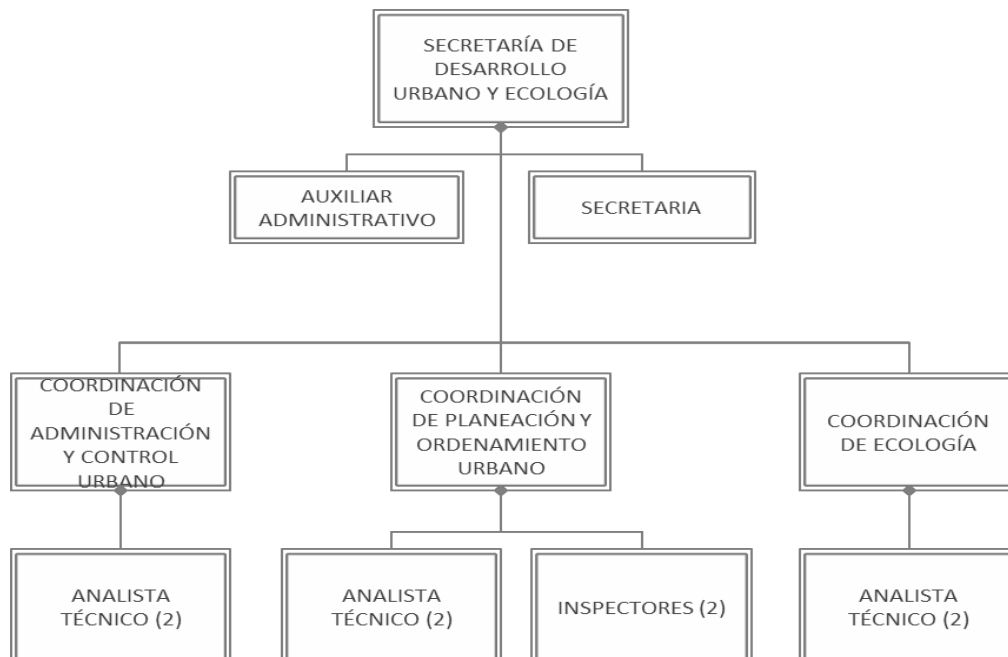 SECRETARÍA DE
DESARROLLO
URBANO Y ECOLOGÍA
AUXILIAR
ADMINISTRATIVO
SECRETARIA
COORDINACIÓN
DE
ADMINISTRACIÓN
Y CONTROL
URBANO
COORDINACIÓN
DE PLANEACIÓN Y
ORDENAMIENTO
URBANO
COORDINACIÓN
DE ECOLOGÍA
ANALISTA
TÉCNICO (2)
ANALISTA
TÉCNICO (2)
INSPECTORES (2)
ANALISTA
TÉCNICO (2)